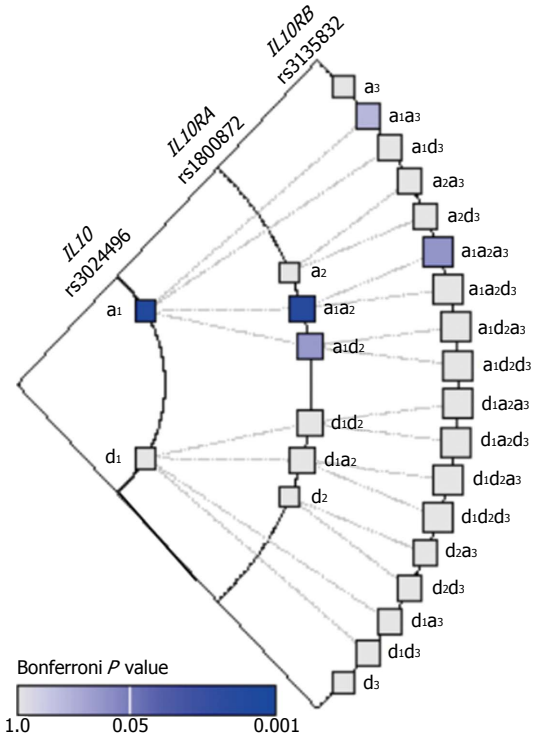 IL10RB
rs3135832
IL10RA
rs1800872
IL10
rs3024496
a3
a1a3
a1d3
a2a3
a2d3
a1a2a3
a1a2d3
a1d2a3
a1d2d3
d1a2a3
d1a2d3
d1d2a3
d1d2d3
d2a3
d2d3
d1a3
d1d3
d3
a2
a1a2
a1d2
d1d2
d1a2
d2
a1
d1
Bonferroni P value
1.0 0.05 0.001